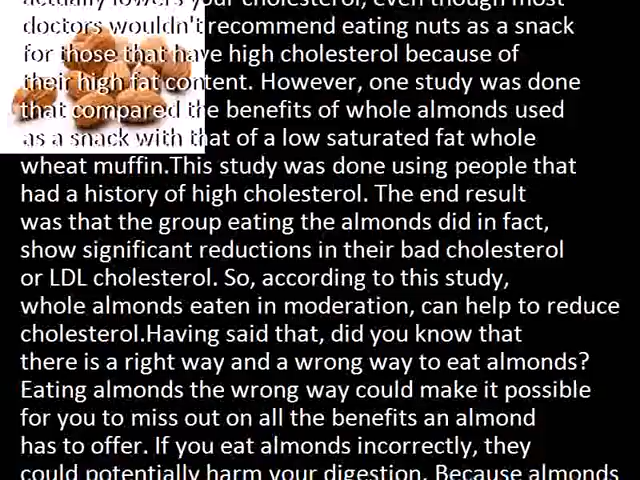 actually lowers your cholesterol, even though most
doctors wouldn't recommend eating nuts as a snack
for those that have high cholesterol because of
their high fat content. However, one study was done
that compared the benefits of whole almonds used
as a snack with that of a low saturated fat whole
wheat muffin.This study was done using people that
had a history of high cholesterol. The end result
was that the group eating the almonds did in fact,
show significant reductions in their bad cholesterol
or LDL cholesterol. So, according to this study,
whole almonds eaten in moderation, can help to reduce
cholesterol.Having said that, did you know that
there is a right way and a wrong way to eat almonds?
Eating almonds the wrong way could make it possible
for you to miss out on all the benefits an almond
has to offer. If you eat almonds incorrectly, they
could potentially harm your digestion. Because almonds